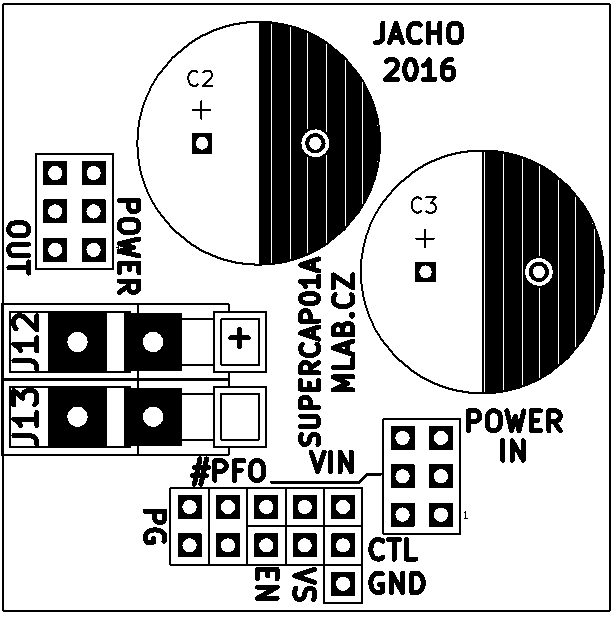 JACHO
2016
C2
+
C3
+
POWER
OUT
SUPERCAP01A
MLAB.CZ
J12
+
J13
POWER
IN
#PFO
VIN
1
PG
CTL
EN
VS
GND